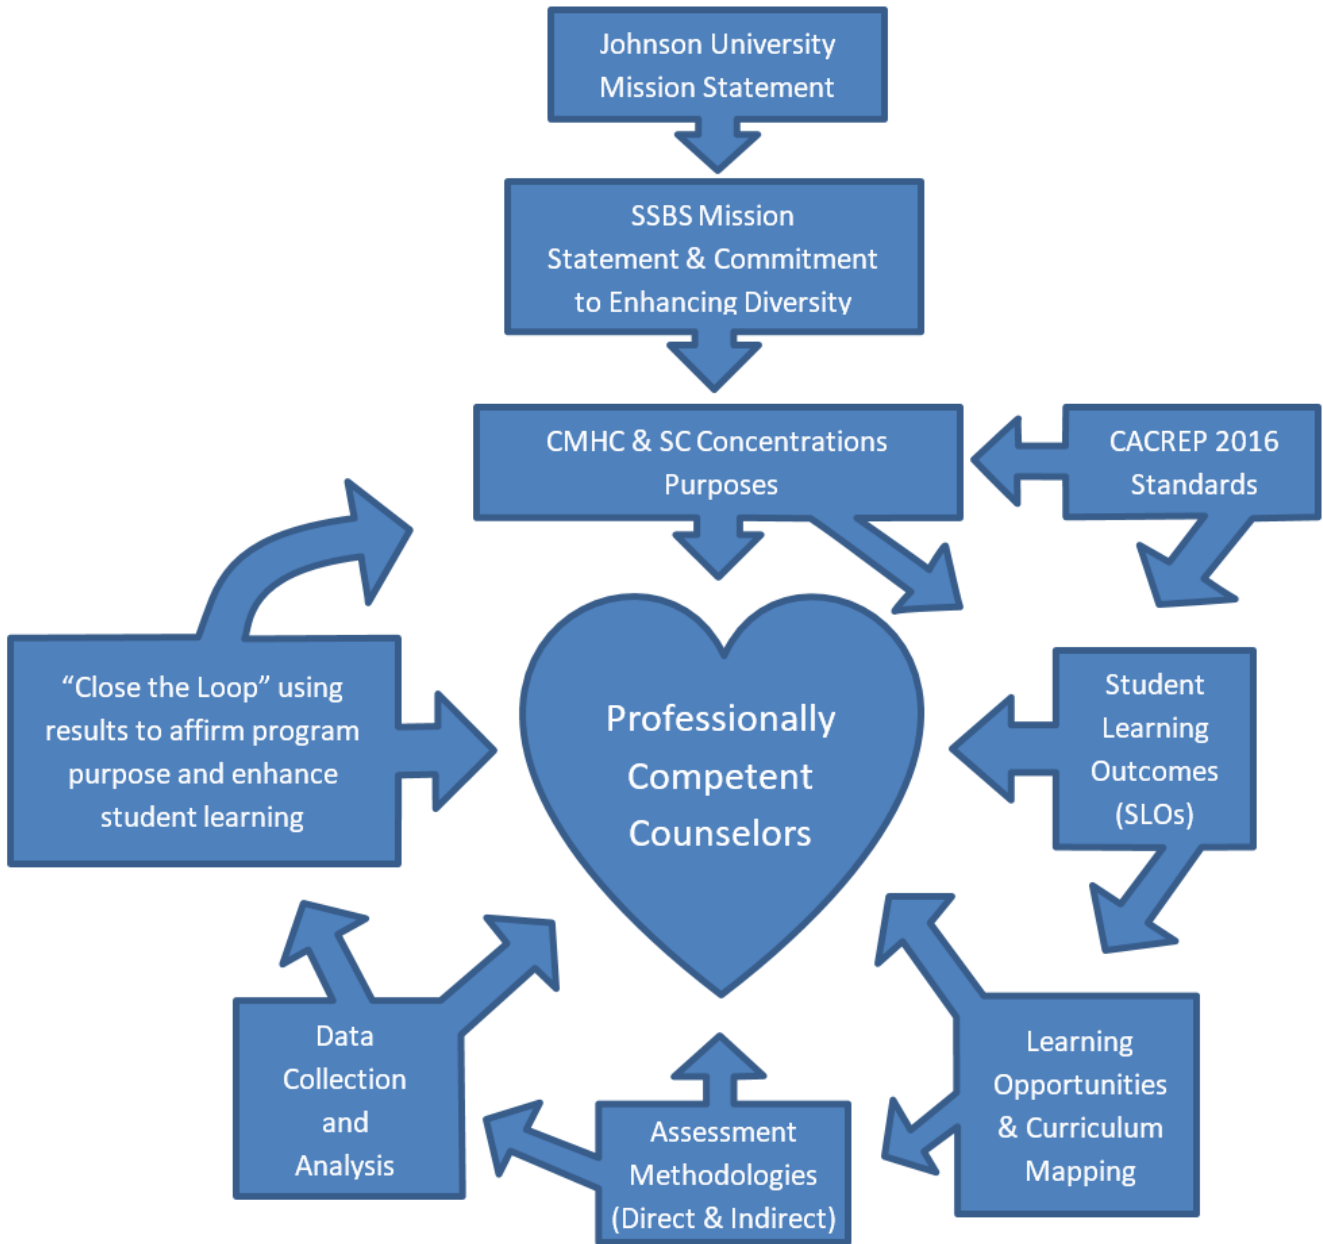 Johnson University
Mission Statement
SSBS Mission
Statement & Commitment
to Enhancing Diversity
CMHC & SC Concentrations
Purposes
CACREP 2016
Standards
“Close the Loop” using
results to affirm program
purpose and enhance
student learning
Professionally
Competent
Counselors
Student
Learning
Outcomes
(SLOs)
Data
Collection
and
Analysis
Assessment
Methodologies
(Direct & Indirect)
Learning
Opportunities
& Curriculum
Mapping